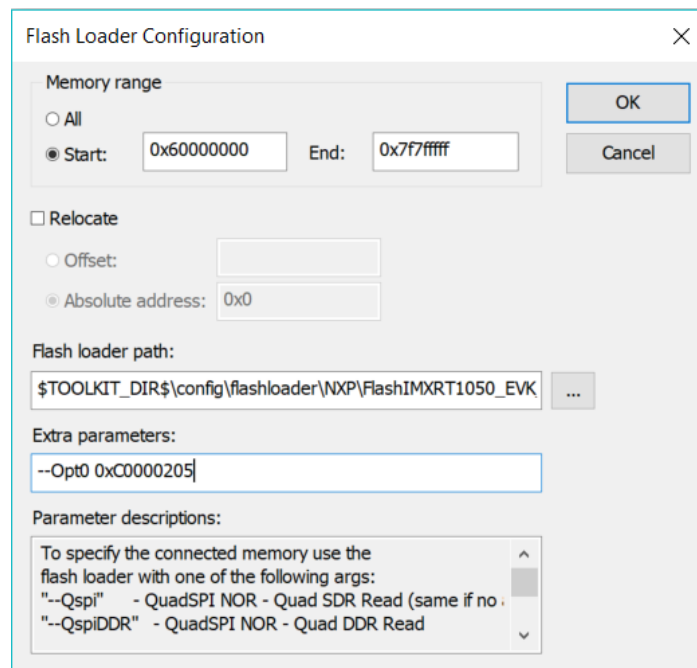 Flash Loader Configuration
Memory range
All
Start: 0x60000000 End: 0x7f7fffff
OK
Cancel
Relocate
Offset:
Absolute address: 0x0
Flash loader path:
$TOOLKIT_DIR$\config\flashloader\NXP\FlashIMXRT1050_EVK_
...
Extra parameters:
--Opt0 0xC0000205
Parameter descriptions:
To specify the connected memory use the
flash loader with one of the following args:
"--Qspi" - QuadSPI NOR - Quad SDR Read (same if no
"--QspiDDR" - QuadSPI NOR - Quad DDR Read